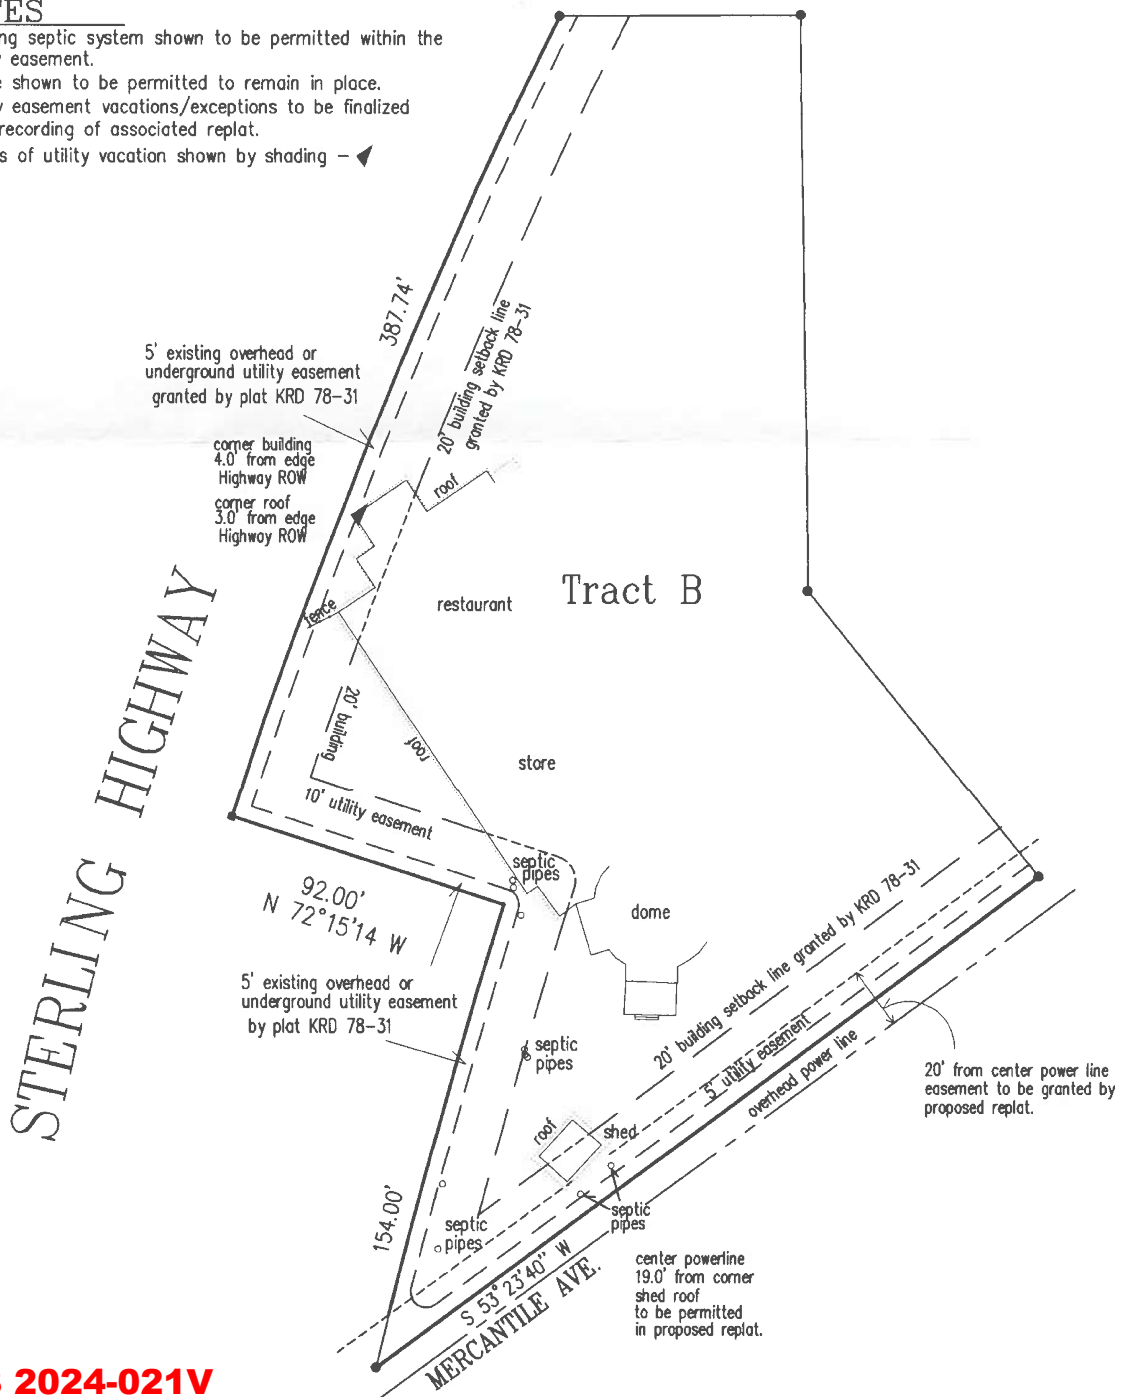 ng septic system shown to be permitted within the
easement.
shown to be permitted to remain in place.
easement vacations/exceptions to be finalized
recording of associated replat.
s of utility vacation shown by shading -
387.74'
20' building setback line
granted by KRD 78-31
5' existing overhead or
underground utility easement
granted by plat KRD 78-31
corner building
4.0' from edge
Highway ROW
corner roof
3.0' from edge
Highway ROW
roof
fence
restaurant
Tract B
STERLING HIGHWAY
20' building
roof
store
10' utility easement
septic
pipes
92.00'
N 72°15'14 W
dome
5' existing overhead or
underground utility easement
by plat KRD 78-31
20' building setback line granted by KRD 78-31
5' utility easement
overhead power line
septic
pipes
20' from center power line
easement to be granted by
proposed replat.
roof
shed
154.00'
septic
pipes
septic
pipes
S 53°23'40" W
MERCANTILE AVE.
center powerline
19.0' from corner
shed roof
to be permitted
in proposed replat.
2024-021V